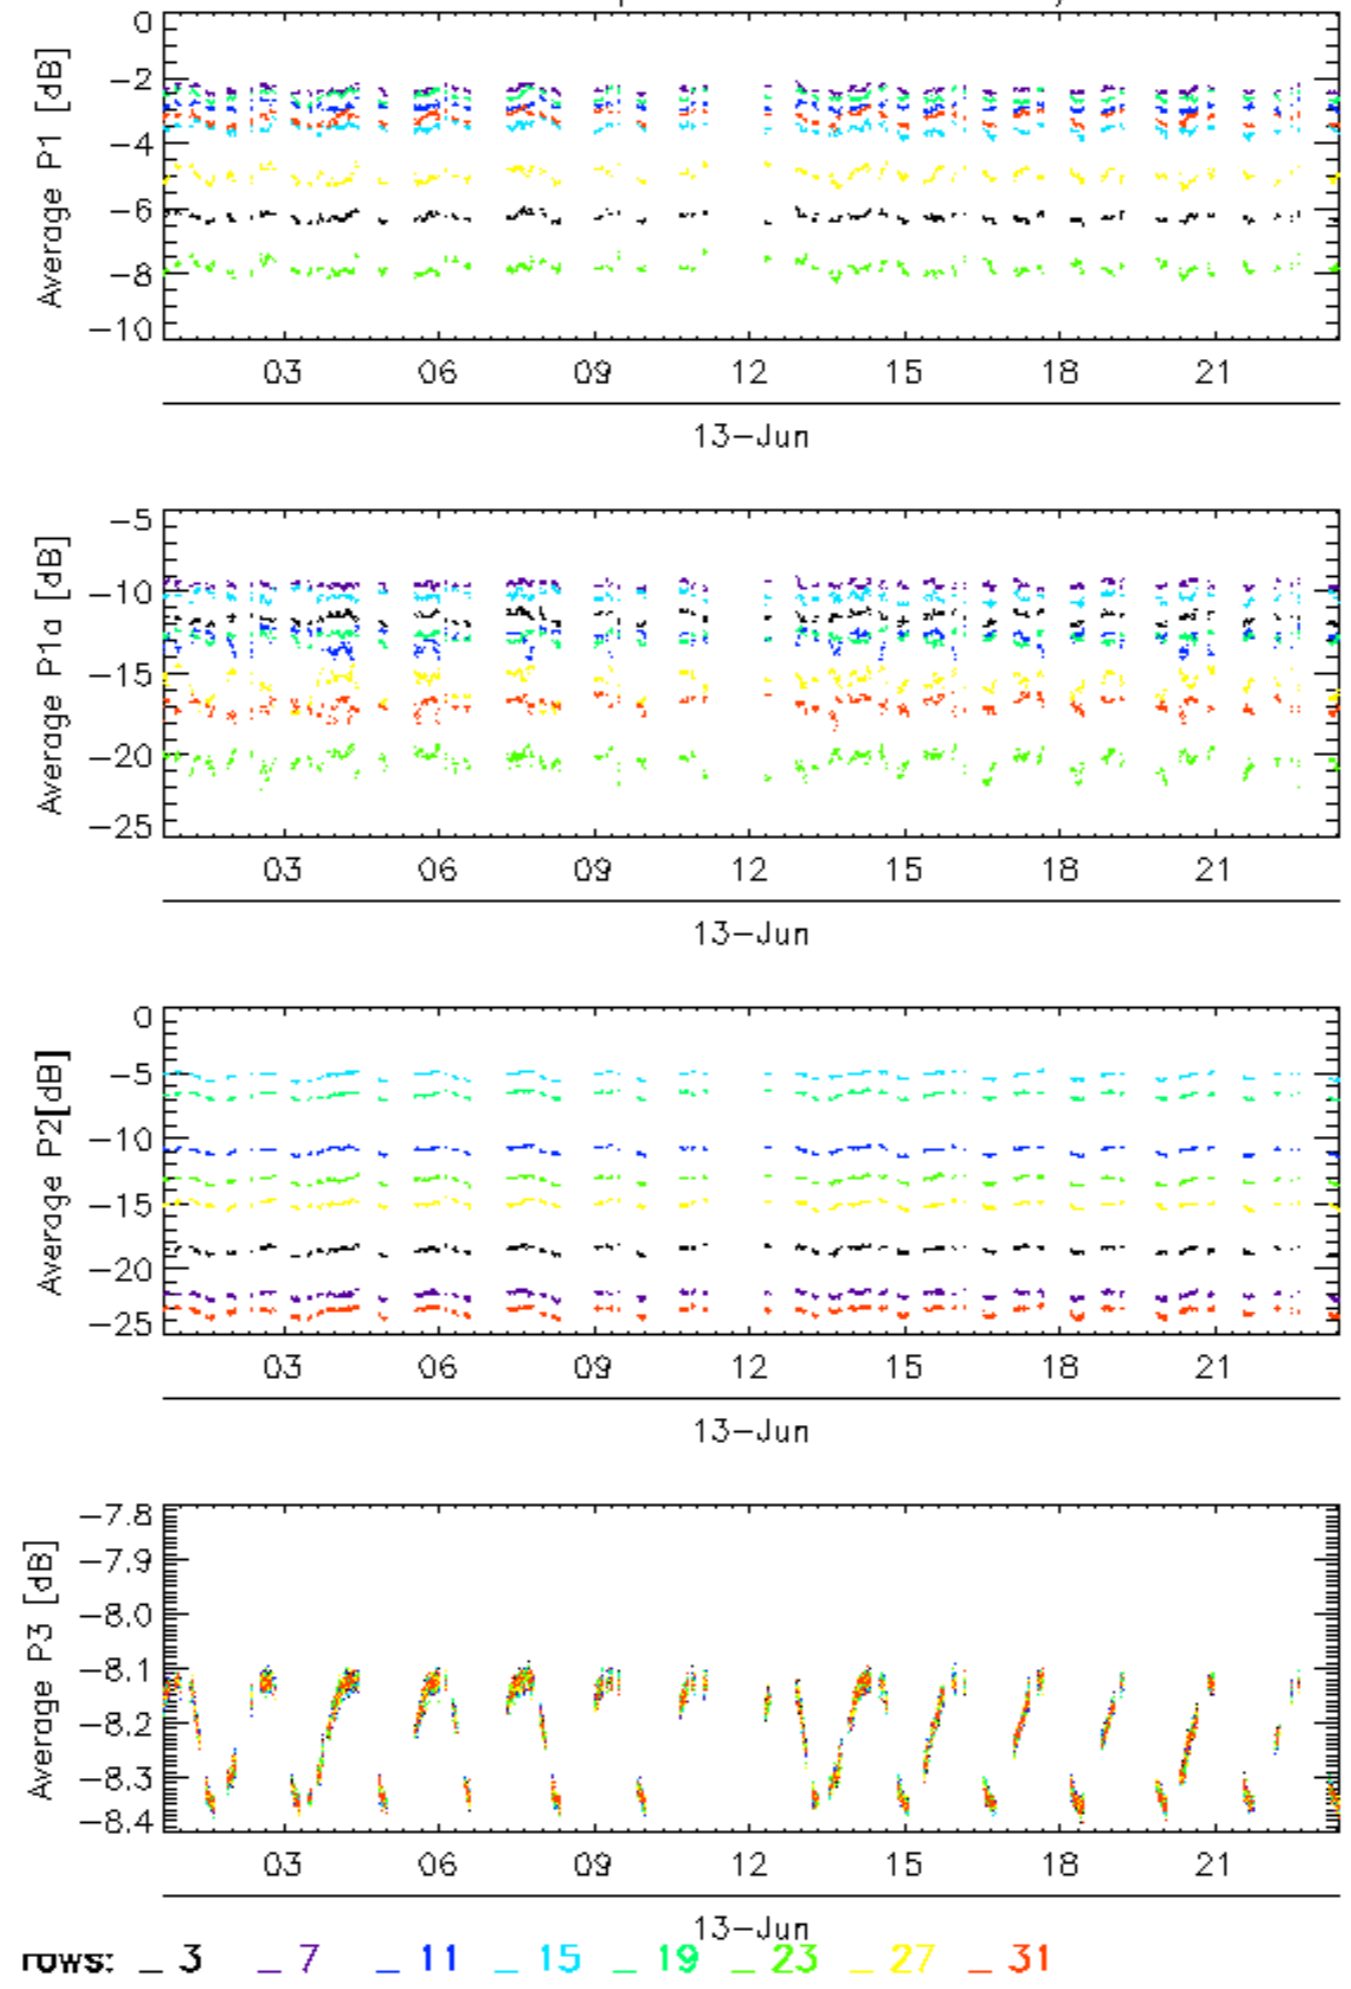 Average P1 [dB]
0
−2
−4
−6
−8
−10
03 06 09 12 15 18 21
13−Jun
Average P1a [dB]
−5
−10
−15
−20
−25
03 06 09 12 15 18 21
13−Jun
Average P2[dB]
0
−5
−10
−15
−20
−25
03 06 09 12 15 18 21
13−Jun
Average P3 [dB]
−7.8
−7.9
−8.0
−8.1
−8.2
−8.3
−8.4
03 06 09 12 15 18 21
13−Jun
rows: _ 3 _ 7 _ 11 _ 15 _ 19 _ 23 _ 27 _ 31